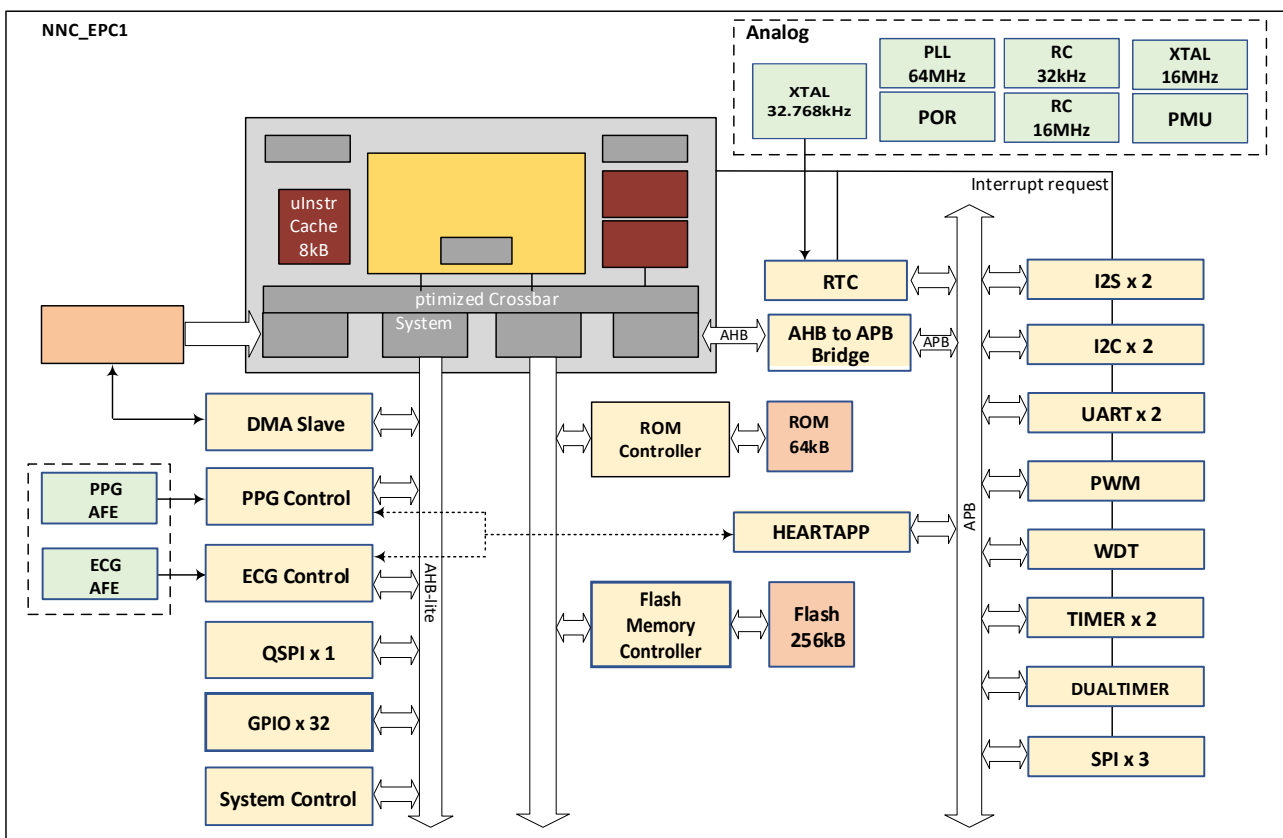 NNC_EPC1
Analog
XTAL
32.768kHz
PLL
64MHz
RC
32kHz
XTAL
16MHz
POR
RC
16MHz
PMU
uInstr
Cache
8kB
ptimized Crossbar
System
Interrupt request
RTC
I2S x 2
AHB
AHB to APB
Bridge
APB
I2C x 2
DMA Slave
ROM
Controller
ROM
64kB
UART x 2
PPG
AFE
PPG Control
PWM
HEARTAPP
APB
WDT
ECG
AFE
ECG Control
AHB-lite
Flash
Memory
Controller
Flash
256kB
TIMER x 2
QSPI x 1
DUALTIMER
GPIO x 32
SPI x 3
System Control